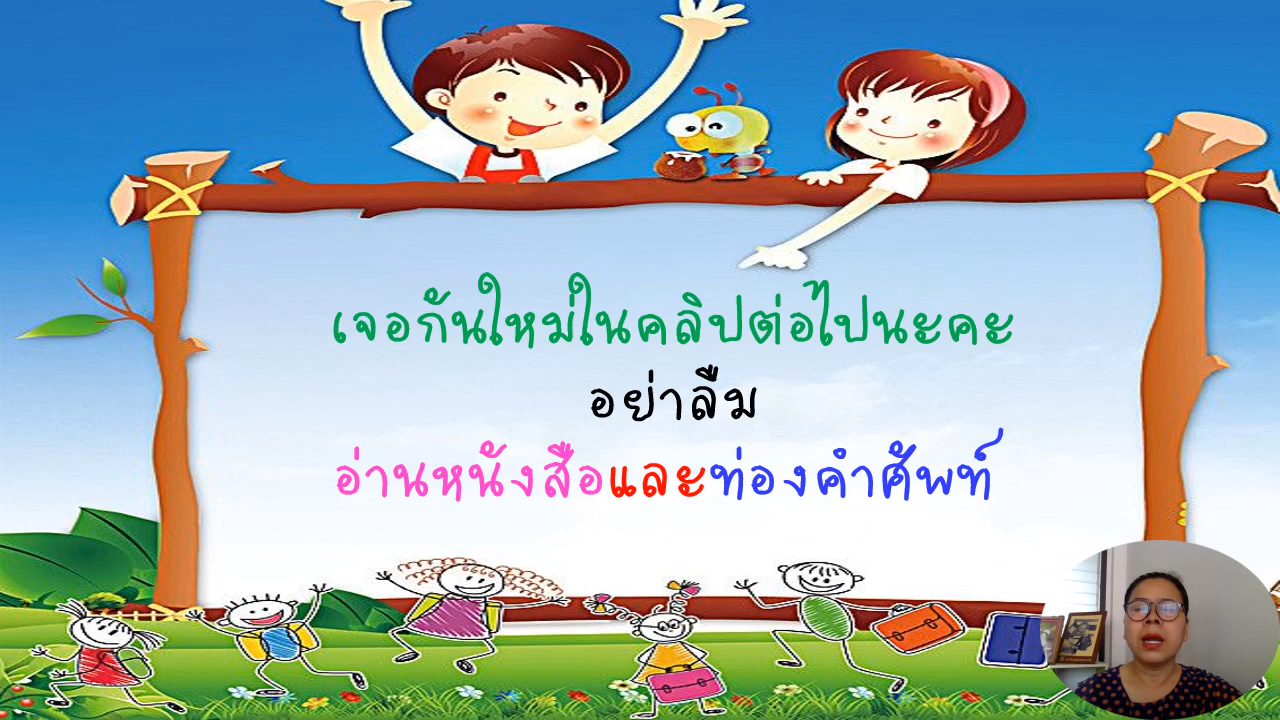 เจอกันใหม่ในคลิปต่อไปนะคะ
อย่าลืม
อ่านหนังสือและท่องคำศัพท์